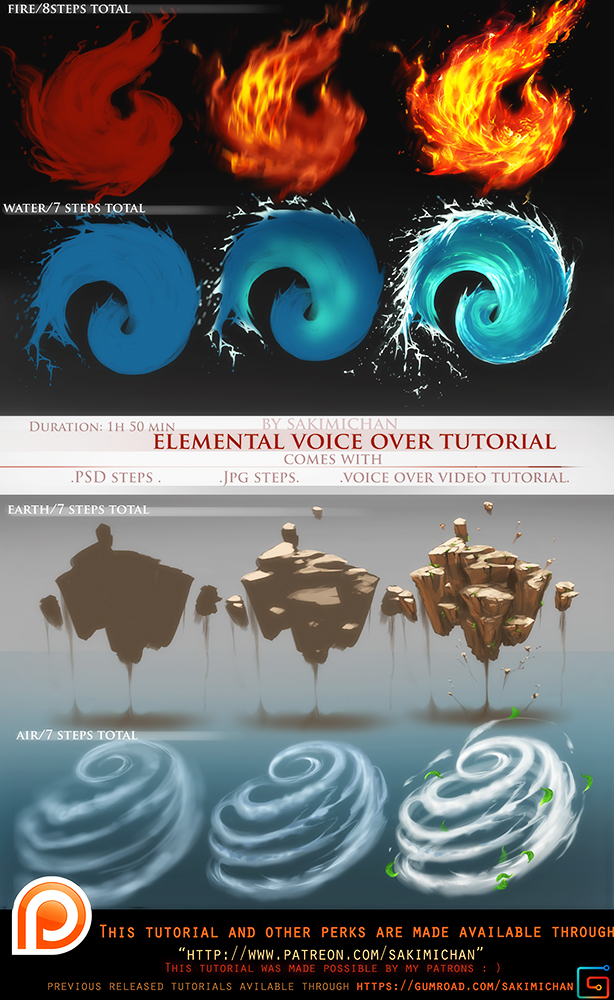 FIRE/8STEPS TOTAL
WATER/7 STEPS TOTAL
BY SAKIMICHAN
DURATION: 1H 50 MIN
ELEMENTAL VOICE OVER TUTORIAL
COMES WITH
.PSD STEPS . .JPG STEPS. .VOICE OVER VIDEO TUTORIAL.
EARTH/7 STEPS TOTAL
AIR/7 STEPS TOTAL
THIS TUTORIAL AND OTHER PERKS ARE MADE AVAILABLE THROUGH
“HTTP://WWW.PATREON.COM/SAKIMICHAN”
THIS TUTORIAL WAS MADE POSSIBLE BY MY PATRONS : )
PREVIOUS RELEASED TUTORIALS AVAILABLE THROUGH HTTPS://GUMROAD.COM/SAKIMICHAN